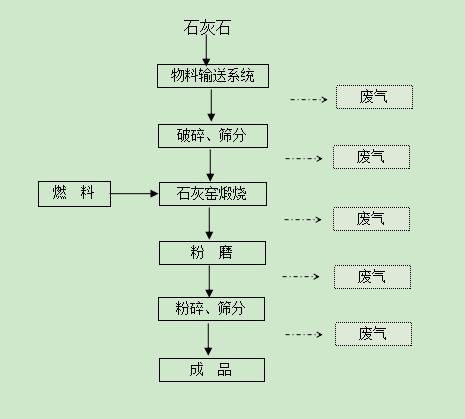 石灰石
物料输送系统
废气
破碎、筛分
废气
燃 料
石灰窑煅烧
废气
粉 磨
废气
粉碎、筛分
废气
成 品